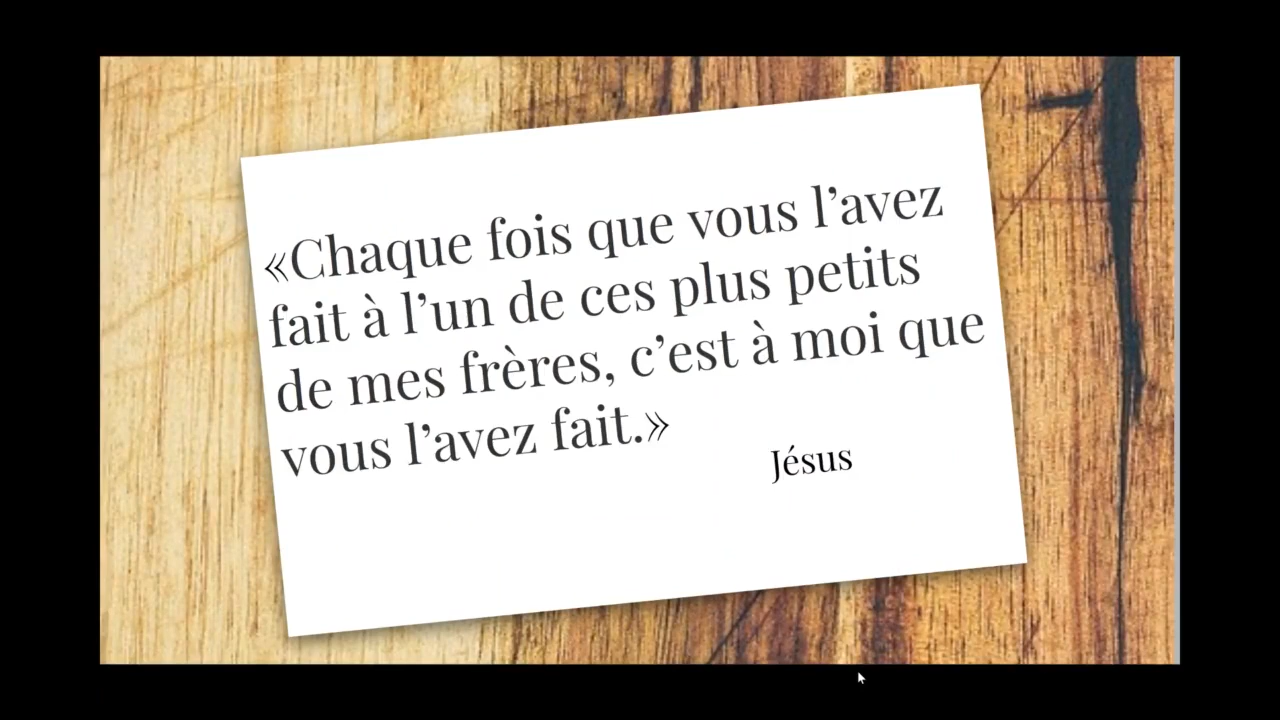 «Chaque fois que vous l’avez
fait à l’un de ces plus petits
de mes frères, c’est à moi que
vous l’avez fait.»
Jésus